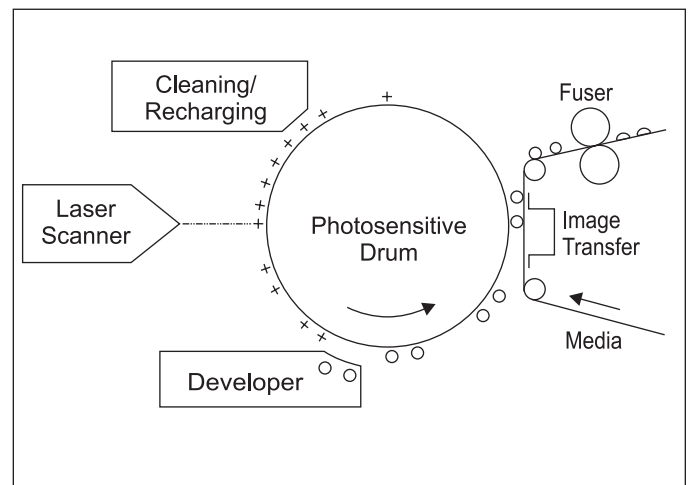 Cleaning/
Recharging
Fuser
Laser
Scanner
Photosensitive
Drum
Image
Transfer
Media
Developer